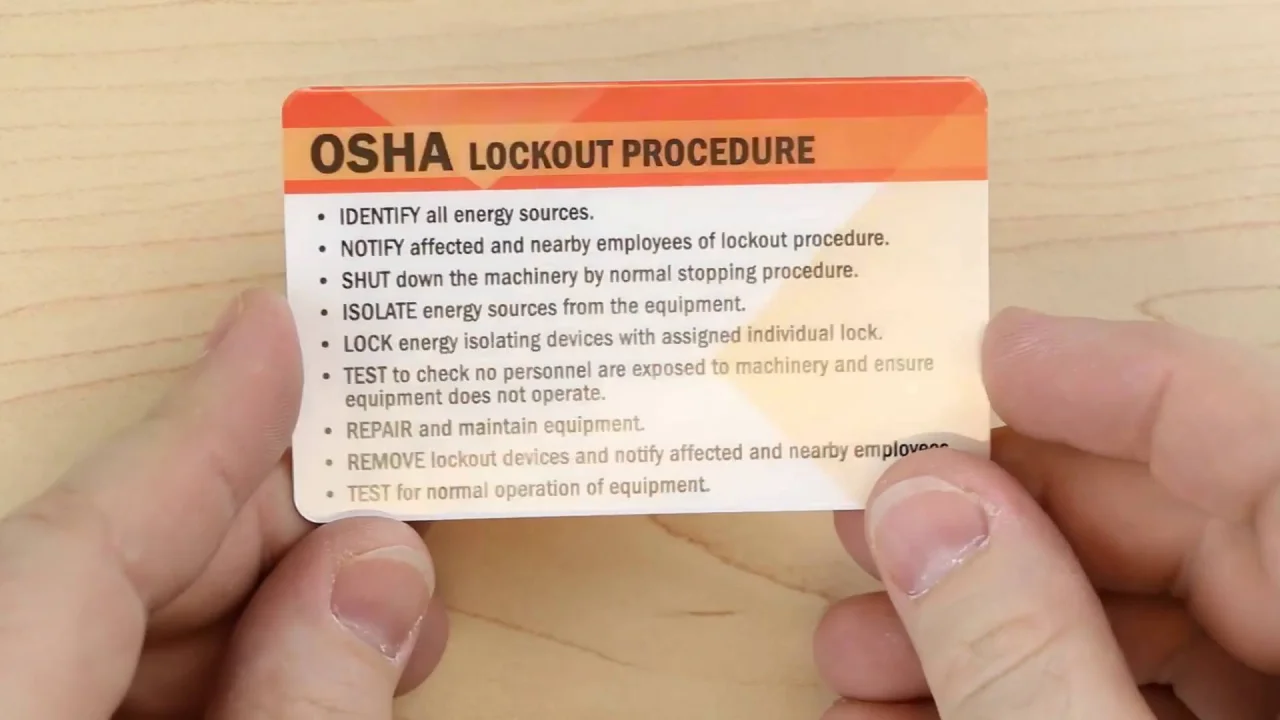 OSHA LOCKOUT PROCEDURE
• IDENTIFY all energy sources.
• NOTIFY affected and nearby employees of lockout procedure.
• SHUT down the machinery by normal stopping procedure.
• ISOLATE energy sources from the equipment.
• LOCK energy isolating devices with assigned individual lock.
• TEST to check no personnel are exposed to machinery and ensure
equipment does not operate.
• REPAIR and maintain equipment.
• REMOVE lockout devices and notify affected and nearby employees
• TEST for normal operation of equipment.